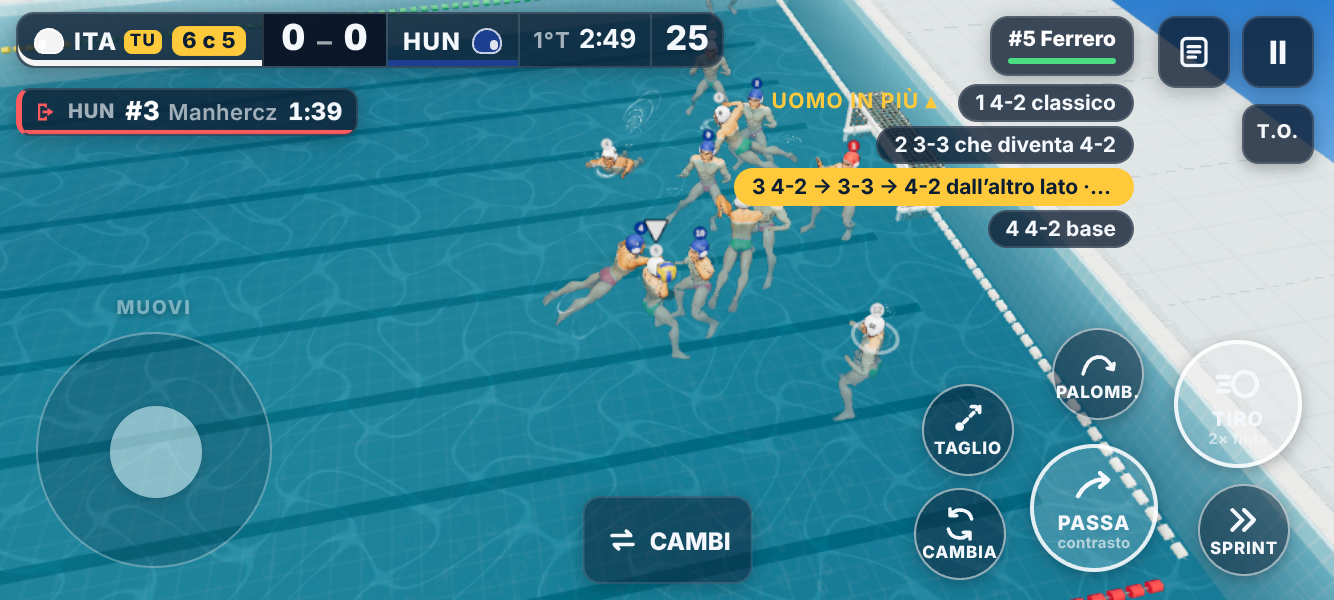 ITA TU 6 c 5 0 – 0 HUN 1°T 2:49 25
#5 Ferrero
HUN #3 Manhercz 1:39
UOMO IN PIÙ ▲
1 4-2 classico
2 3-3 che diventa 4-2
T.O.
3 4-2 → 3-3 → 4-2 dall’altro lato ·…
4 4-2 base
MUOVI
PALOMB.
TIRO
2× finta
TAGLIO
PASSA
contrasto
CAMBI
CAMBIA
SPRINT